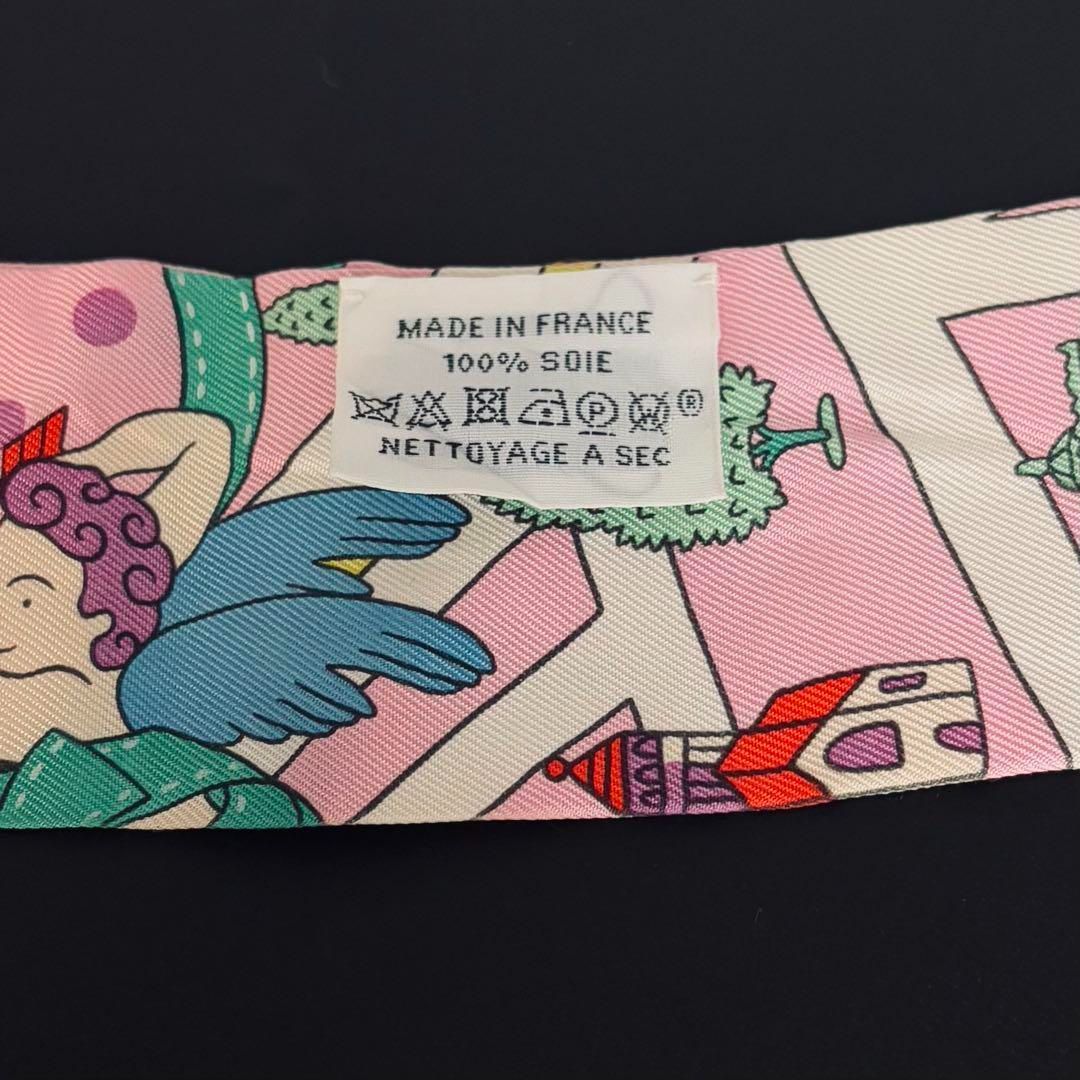 MADE IN FRANCE
100% SOIE
P W ®
NETTOYAGE A SEC